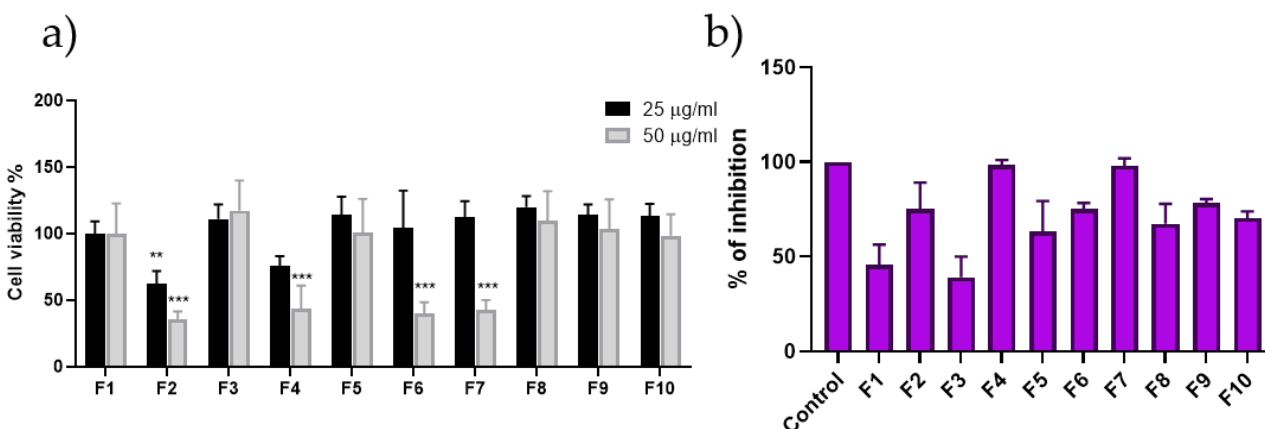 a)
200
150
100
50
0
Cell viability %
25 μg/ml
50 μg/ml
**
***
***
***
***
F1 F2 F3 F4 F5 F6 F7 F8 F9 F10
b)
150
100
50
0
% of inhibition
Control F1 F2 F3 F4 F5 F6 F7 F8 F9 F10